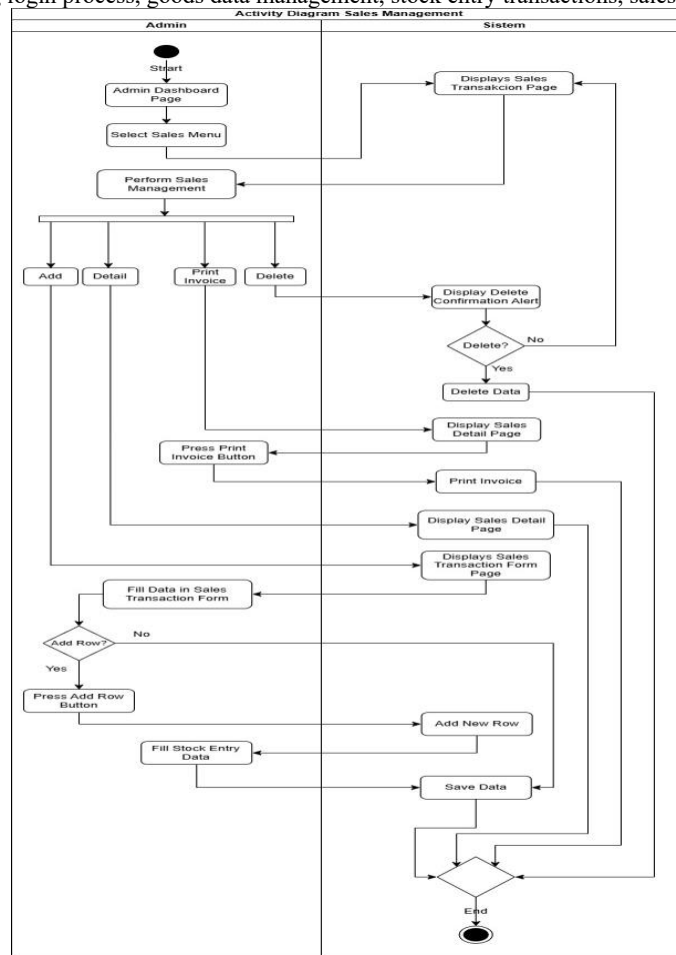 login process, goods data management, stock entry transactions, sales
Activity Diagram Sales Management
Admin
Sistem
Strart
Admin Dashboard
Page
Displays Sales
Transakcion Page
Select Sales Menu
Perform Sales
Management
Add
Detail
Print
Invoice
Delete
Display Delete
Confirmation Alert
Delete?
No
Yes
Delete Data
Display Sales
Detail Page
Press Print
Invoice Button
Print Invoice
Display Sales Detail
Page
Displays Sales
Transaction Form
Page
Fill Data in Sales
Transaction Form
Add Row?
No
Yes
Press Add Row
Button
Add New Row
Fill Stock Entry
Data
Save Data
End